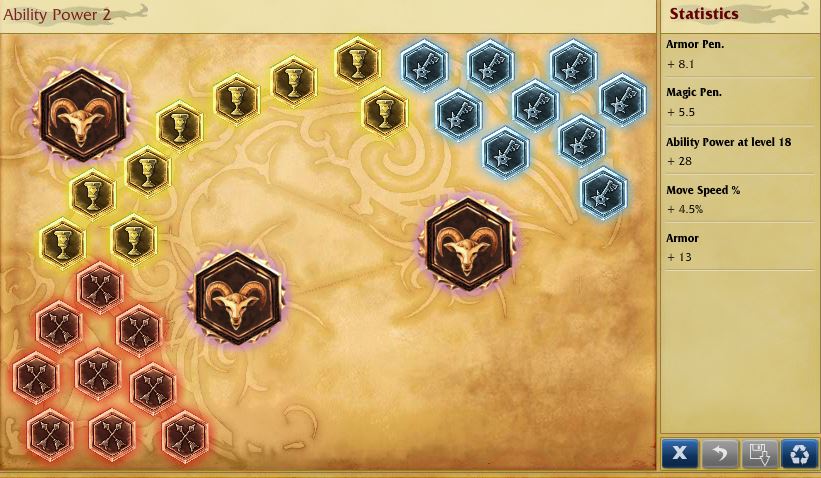 Ability Power 2
Statistics
Armor Pen.
+ 8.1
Magic Pen.
+ 5.5
Ability Power at level 18
+ 28
Move Speed %
+ 4.5%
Armor
+ 13